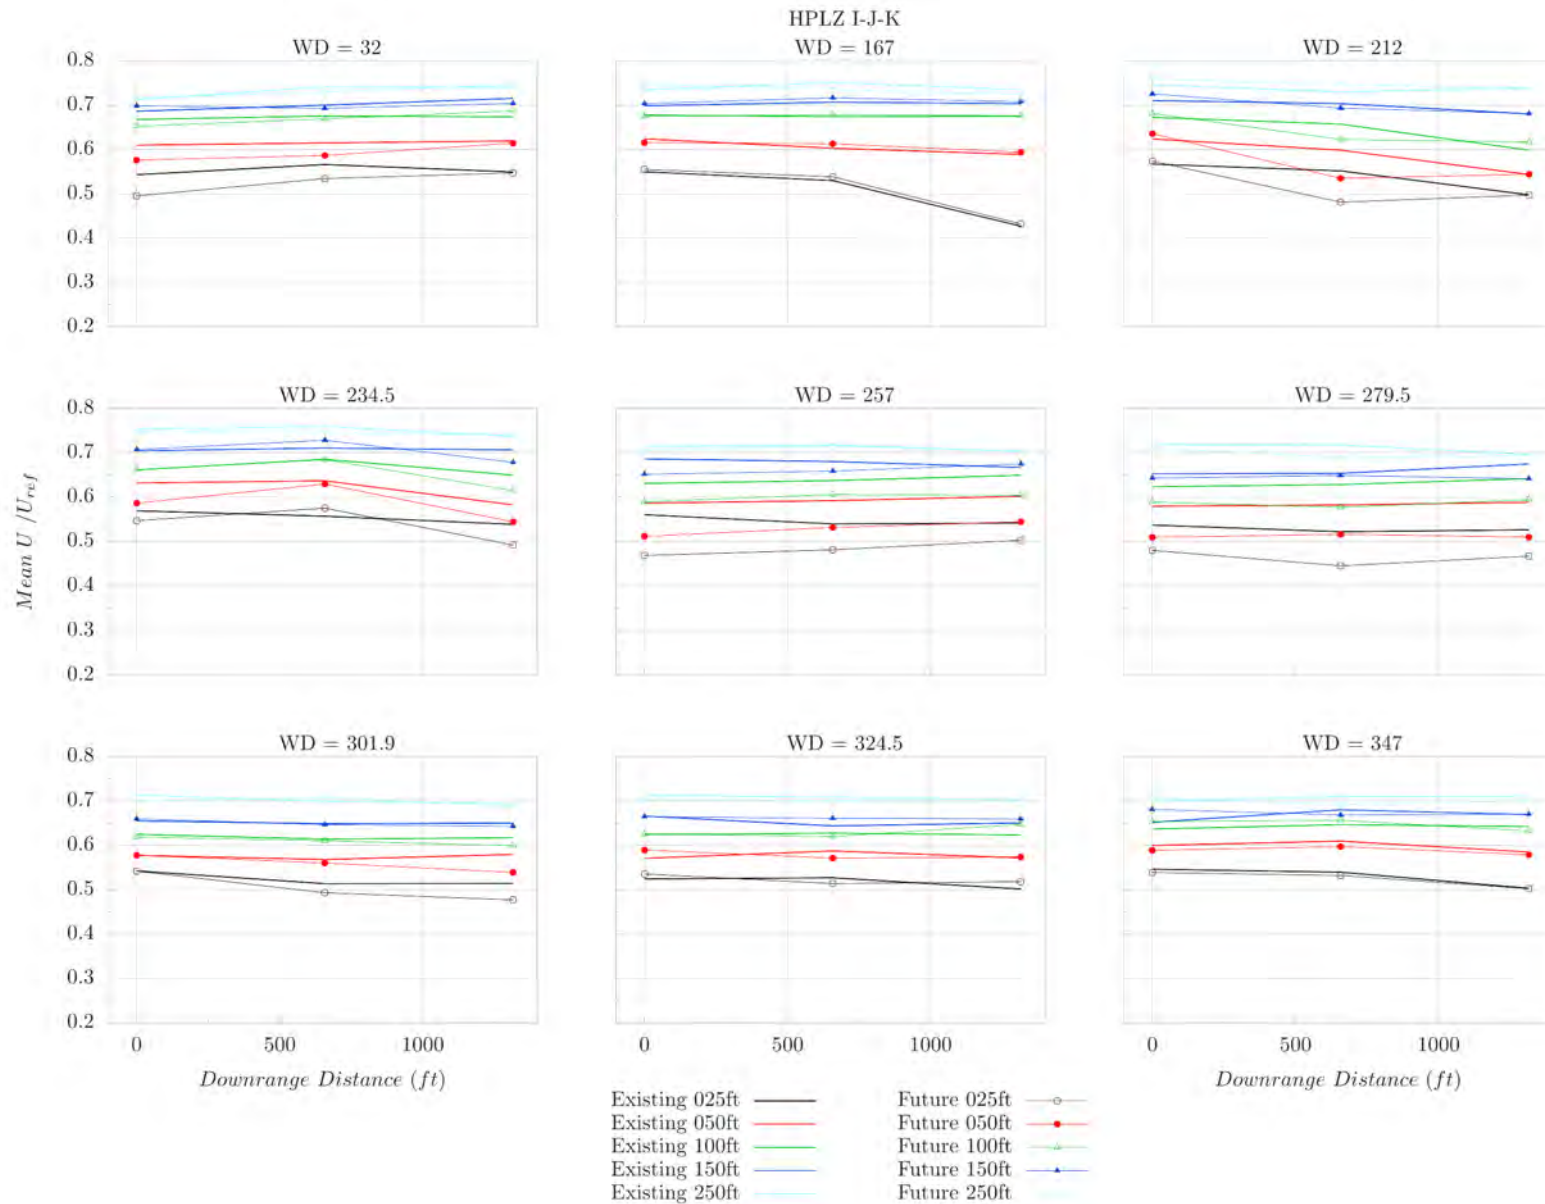 HPLZ I-J-K
WD = 32
WD = 167
WD = 212
0.8
0.7
0.6
0.5
0.4
0.3
0.2
WD = 234.5
WD = 257
WD = 279.5
0.8
0.7
0.6
0.5
0.4
0.3
0.2
Mean U /U_ref
WD = 301.9
WD = 324.5
WD = 347
0.8
0.7
0.6
0.5
0.4
0.3
0.2
0 500 1000
0 500 1000
0 500 1000
Downrange Distance (ft)
Downrange Distance (ft)
Existing 025ft
Existing 050ft
Existing 100ft
Existing 150ft
Existing 250ft
Future 025ft
Future 050ft
Future 100ft
Future 150ft
Future 250ft